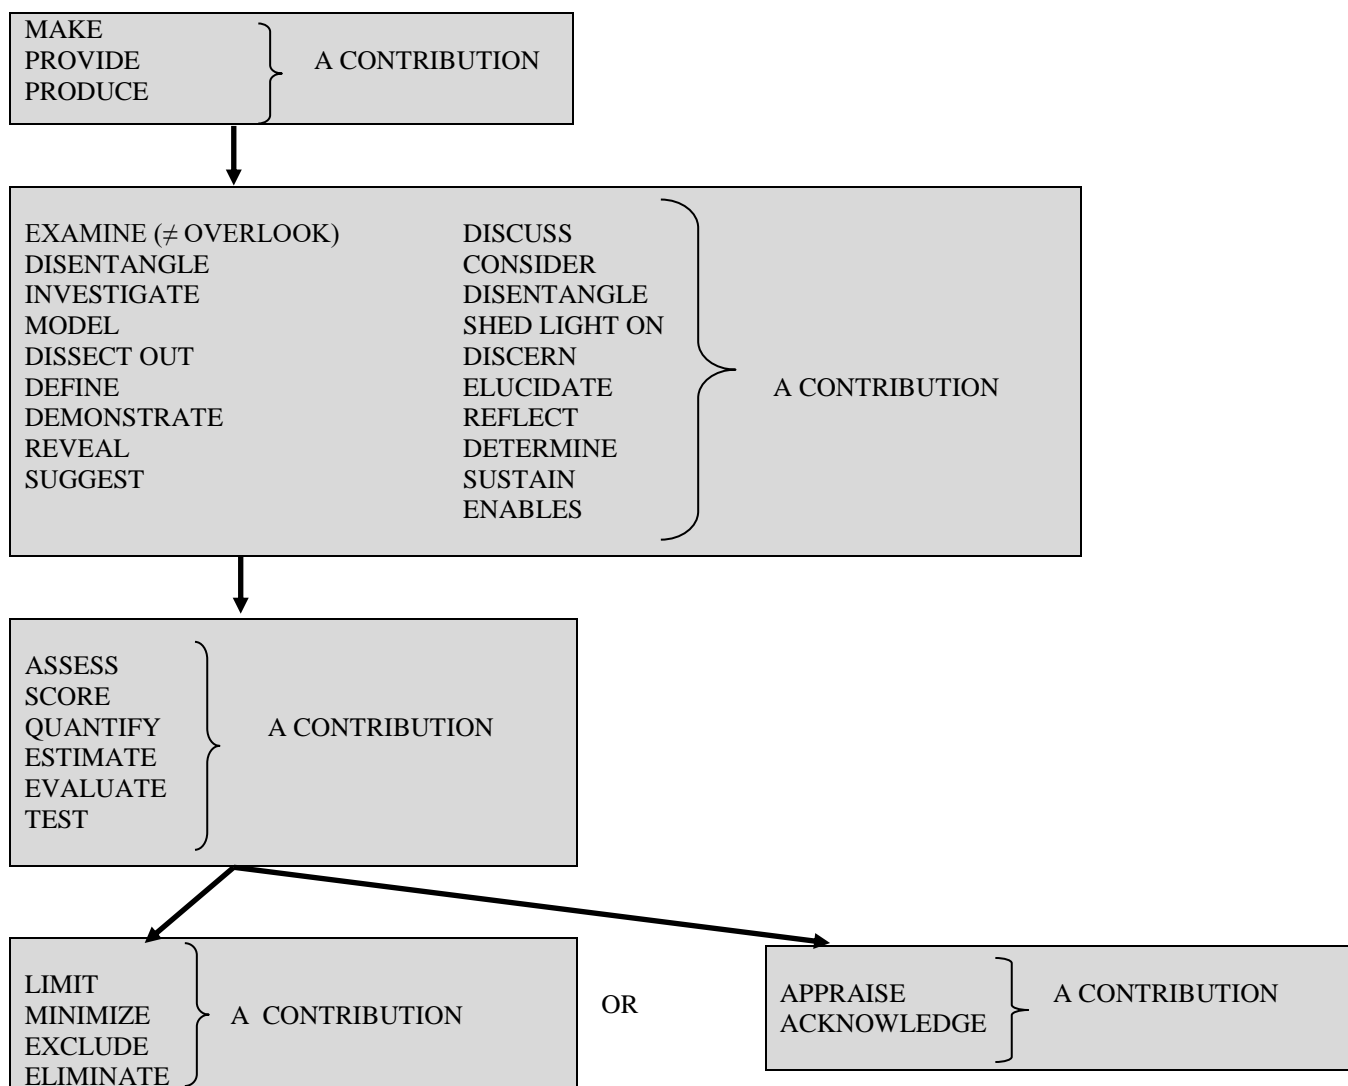 MAKE
PROVIDE
PRODUCE
A CONTRIBUTION
EXAMINE (≠ OVERLOOK)
DISENTANGLE
INVESTIGATE
MODEL
DISSECT OUT
DEFINE
DEMONSTRATE
REVEAL
SUGGEST
DISCUSS
CONSIDER
DISENTANGLE
SHED LIGHT ON
DISCERN
ELUCIDATE
REFLECT
DETERMINE
SUSTAIN
ENABLES
A CONTRIBUTION
ASSESS
SCORE
QUANTIFY
ESTIMATE
EVALUATE
TEST
A CONTRIBUTION
LIMIT
MINIMIZE
EXCLUDE
ELIMINATE
A CONTRIBUTION
OR
APPRAISE
ACKNOWLEDGE
A CONTRIBUTION